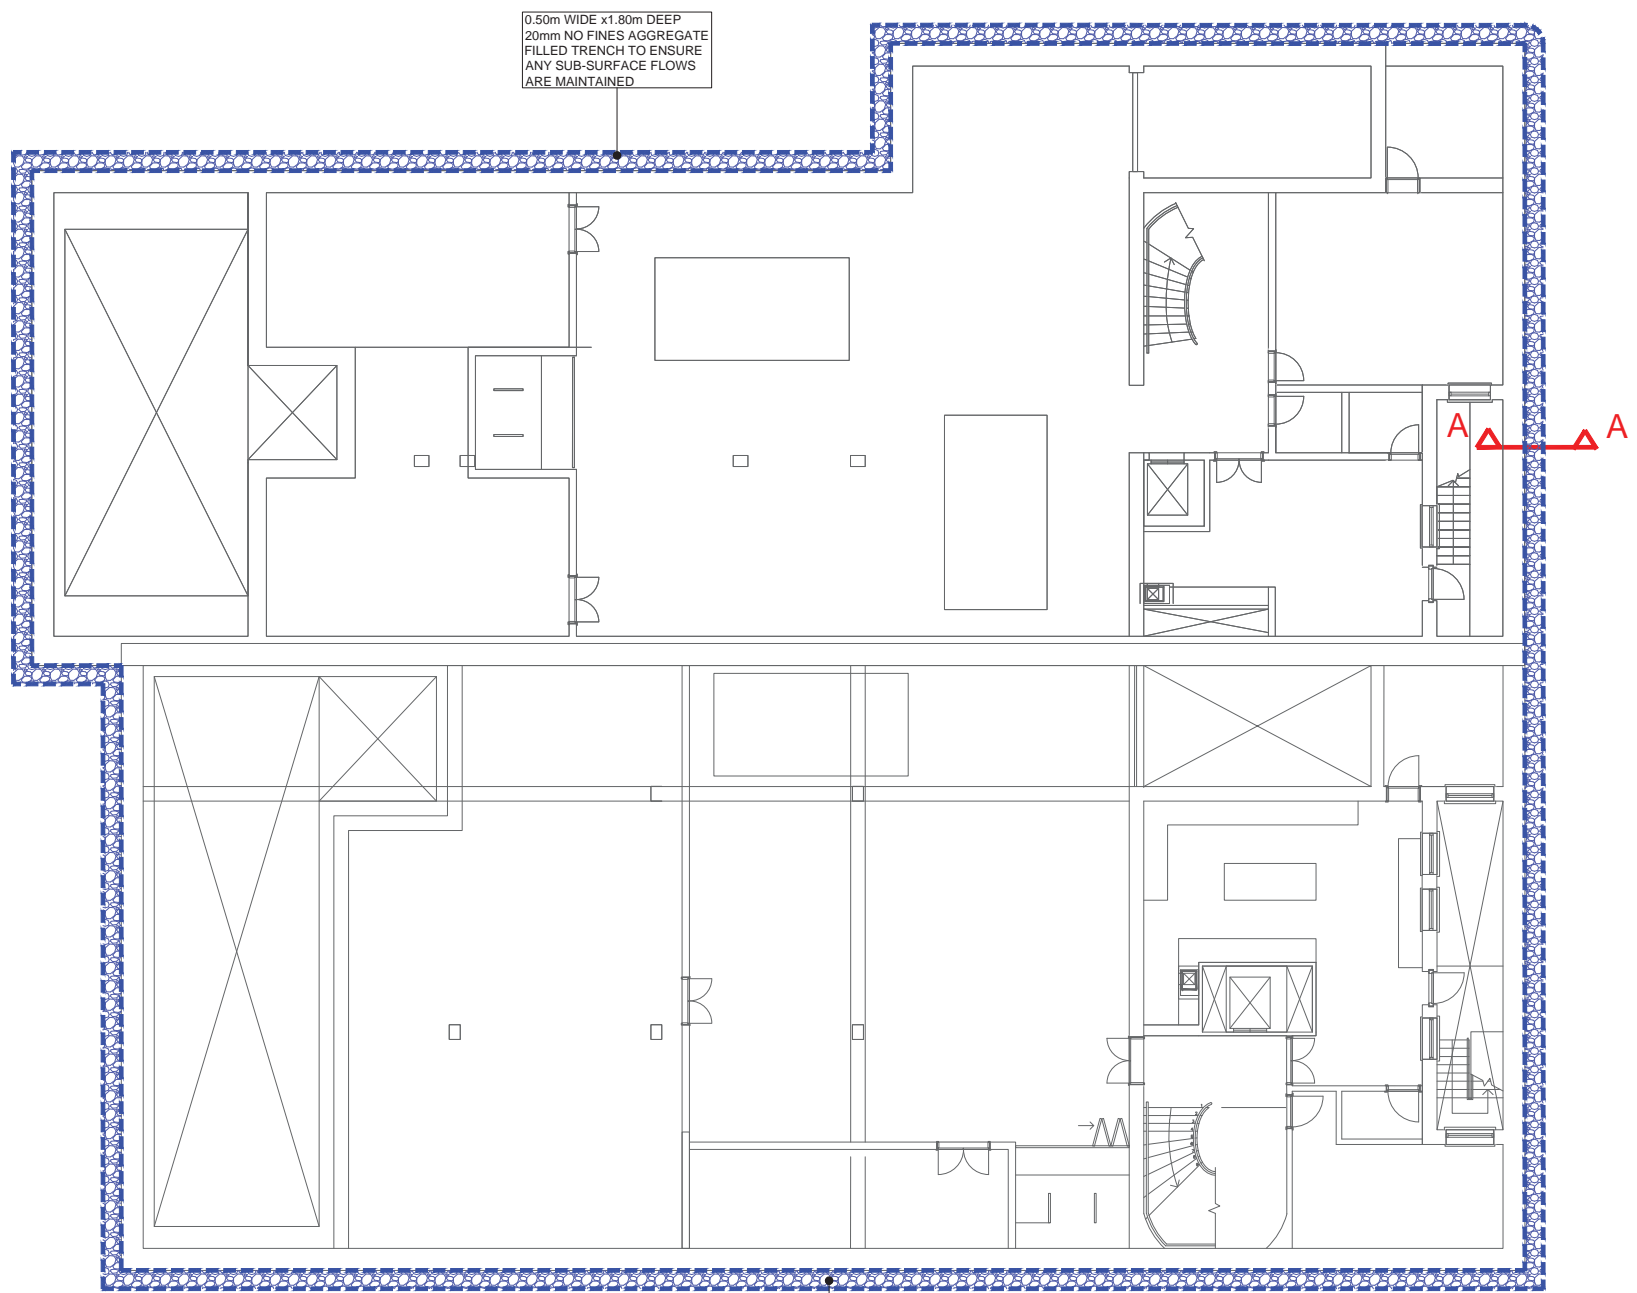 0.50m WIDE x1.80m DEEP
20mm NO FINES AGGREGATE
FILLED TRENCH TO ENSURE
ANY SUB-SURFACE FLOWS
ARE MAINTAINED
A A